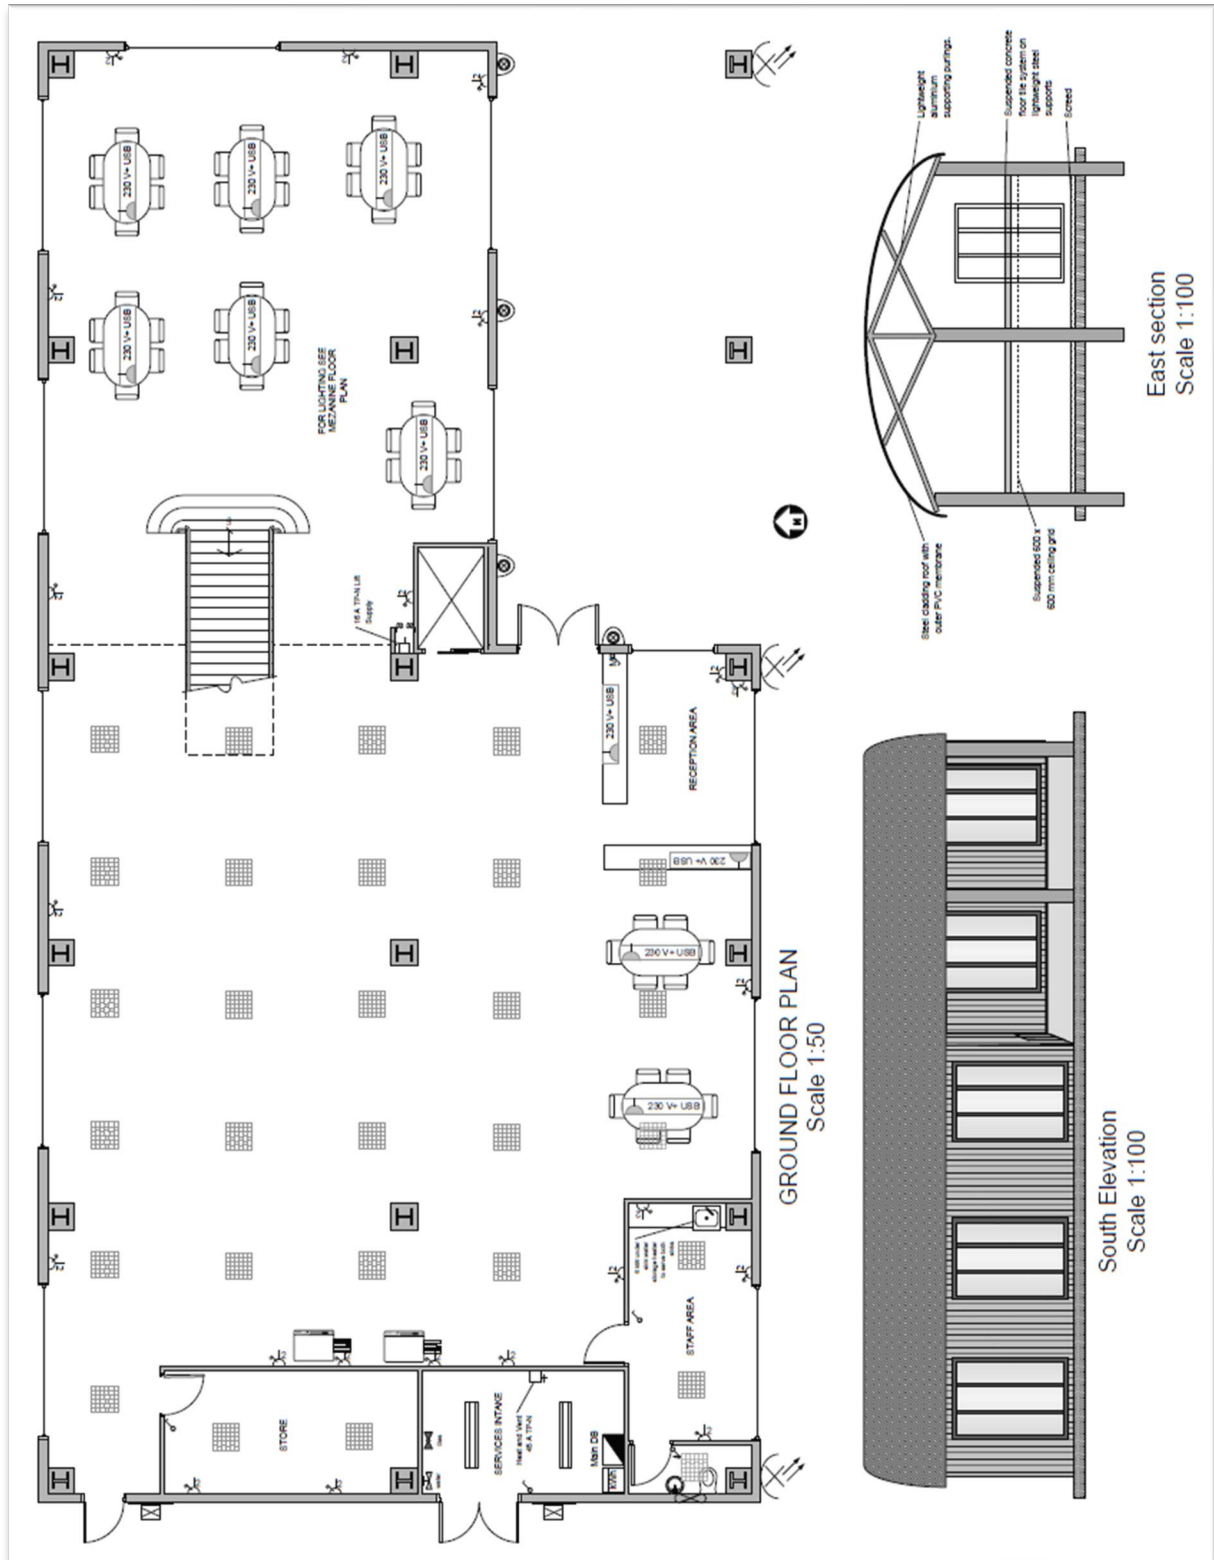 230 V+ USB
230 V+ USB
230 V+ USB
230 V+ USB
230 V+ USB
230 V+ USB
FOR LIGHTING SEE
MEZANINE FLOOR
PLAN
16 A TP+N Lift
Supply
230 V+ USB
RECEPTION AREA
230 V+ USB
230 V+ USB
230 V+ USB
STORE
SERVICES INTAKE
Heat and Vent
45 A TP+N
Main DB
kWh
water
Gas
STAFF AREA
GROUND FLOOR PLAN
Scale 1:50
Lightweight
aluminium
supporting purlings.
Suspended concrete
floor tile system on
lightweight steel
supports
Screed
Steel cladding roof with
outer PVC membrane
Suspended 600 x
600 mm ceiling grid
East section
Scale 1:100
South Elevation
Scale 1:100
N